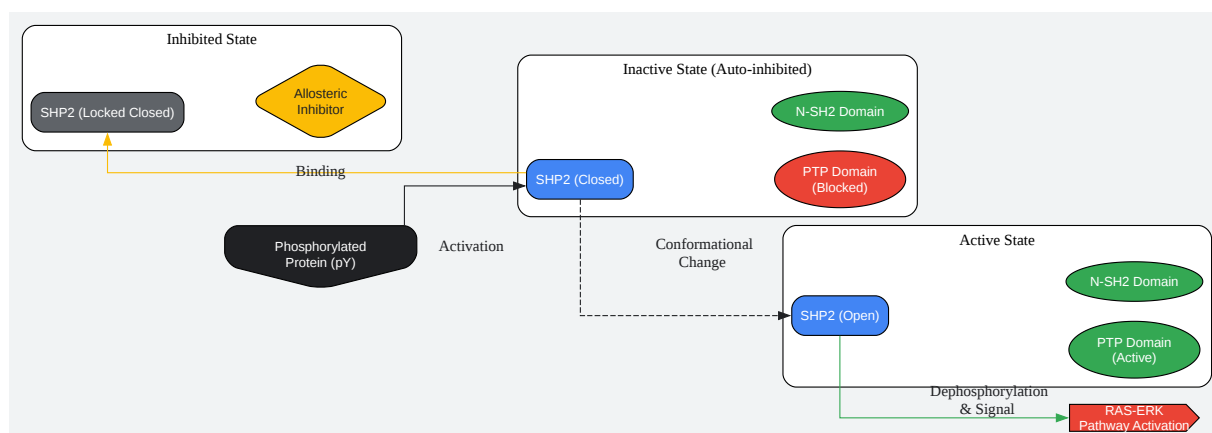 Inhibited State
SHP2 (Locked Closed)
Allosteric
Inhibitor
Binding
Inactive State (Auto-inhibited)
N-SH2 Domain
SHP2 (Closed)
PTP Domain
(Blocked)
Phosphorylated
Protein (pY)
Activation
Conformational
Change
Active State
N-SH2 Domain
SHP2 (Open)
PTP Domain
(Active)
Dephosphorylation
& Signal
RAS-ERK
Pathway Activation